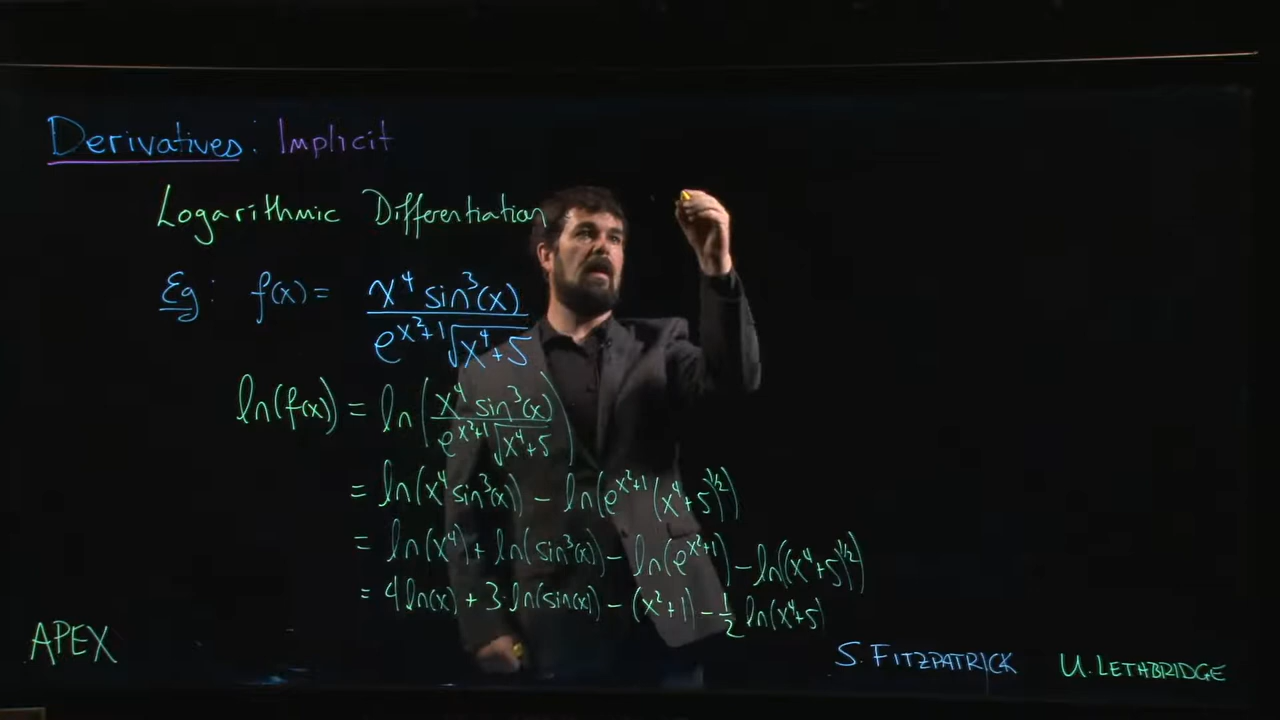 Derivatives: Implicit
Logarithmic Differentiation
Eg: f(x) = x⁴ sin³(x) / e^(x²+1) √(x⁴+5)
ln(f(x)) = ln(x⁴ sin³(x) / e^(x²+1) √(x⁴+5))
= ln(x⁴ sin³(x)) - ln(e^(x²+1) (x⁴+5)^(1/2))
= ln(x⁴) + ln(sin³(x)) - ln(e^(x²+1)) - ln((x⁴+5)^(1/2))
= 4 ln(x) + 3·ln(sin(x)) - (x²+1) - 1/2 ln(x⁴+5)
APEX
S. FITZPATRICK
U. LETHBRIDGE